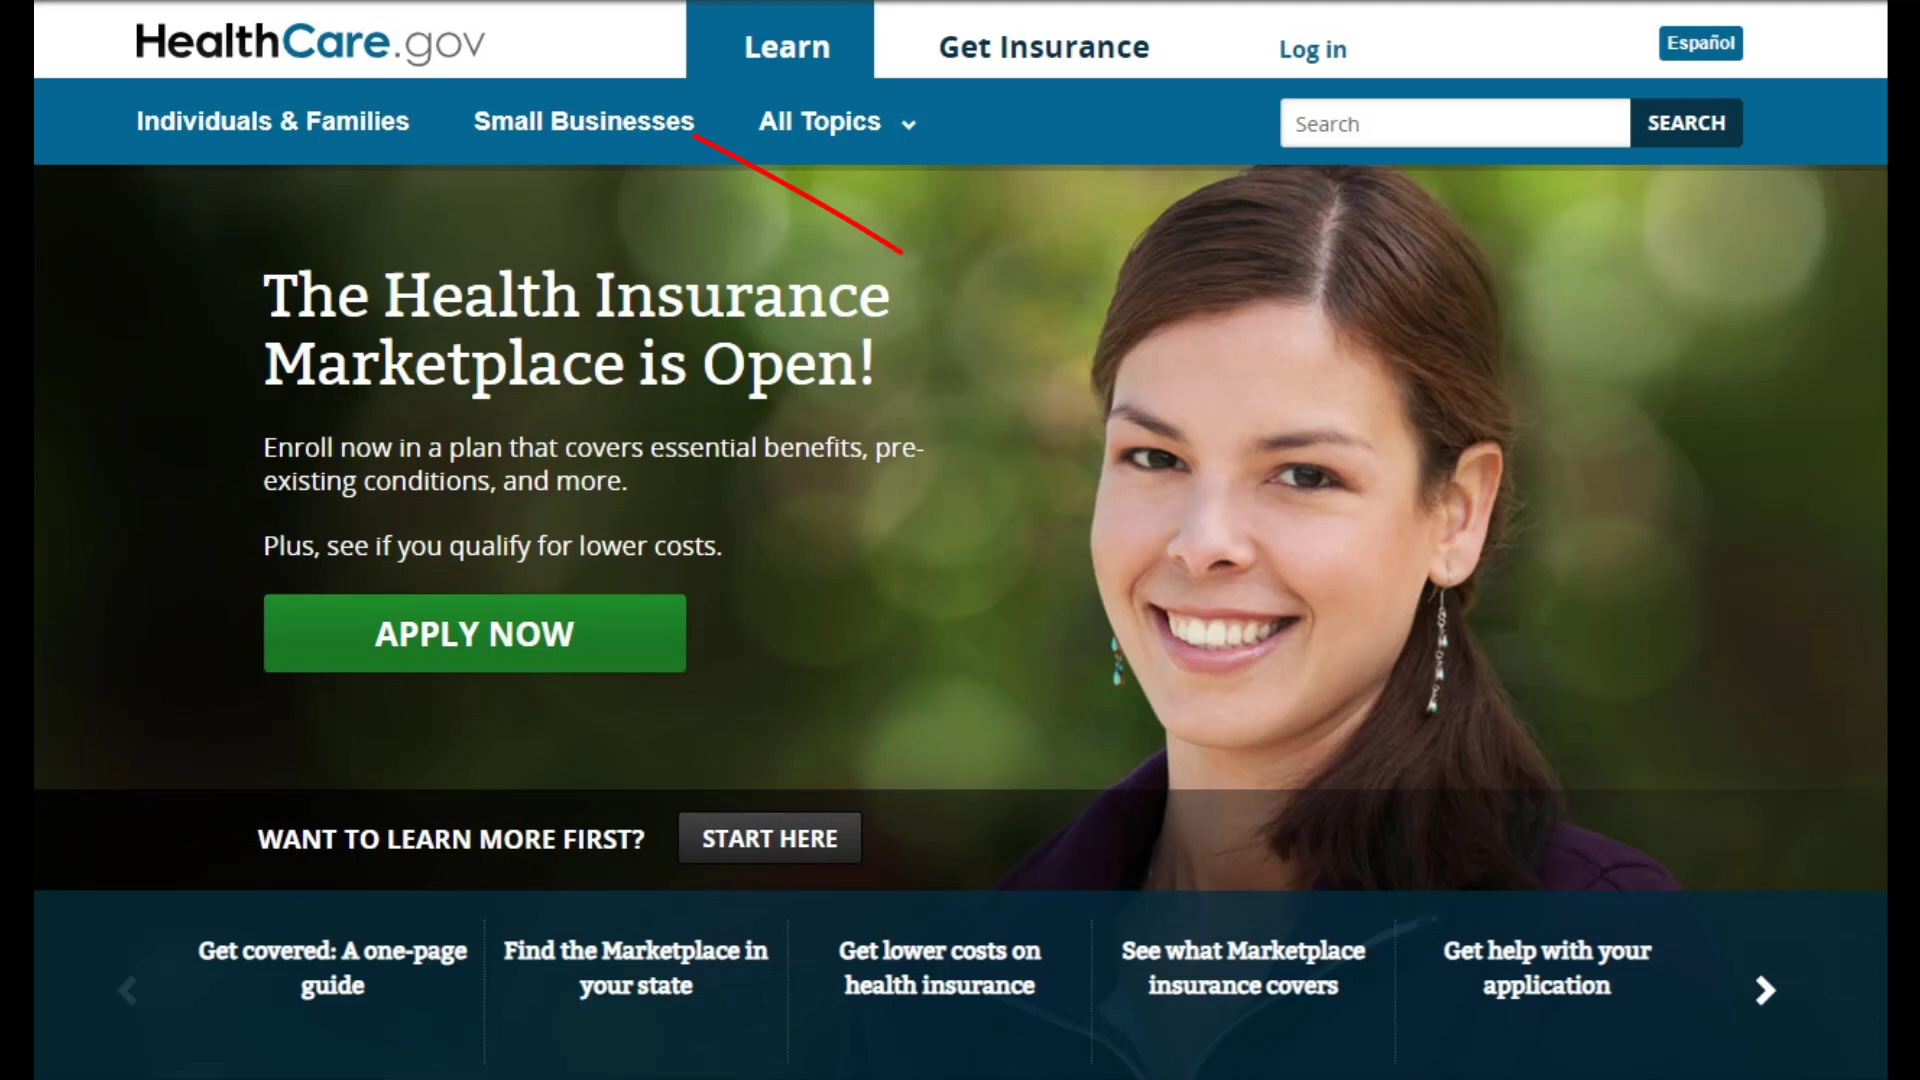 HealthCare.gov
Learn
Get Insurance
Log in
Español
Individuals & Families
Small Businesses
All Topics
Search
SEARCH
The Health Insurance
Marketplace is Open!
Enroll now in a plan that covers essential benefits, pre-
existing conditions, and more.
Plus, see if you qualify for lower costs.
APPLY NOW
WANT TO LEARN MORE FIRST?
START HERE
Get covered: A one-page
guide
Find the Marketplace in
your state
Get lower costs on
health insurance
See what Marketplace
insurance covers
Get help with your
application